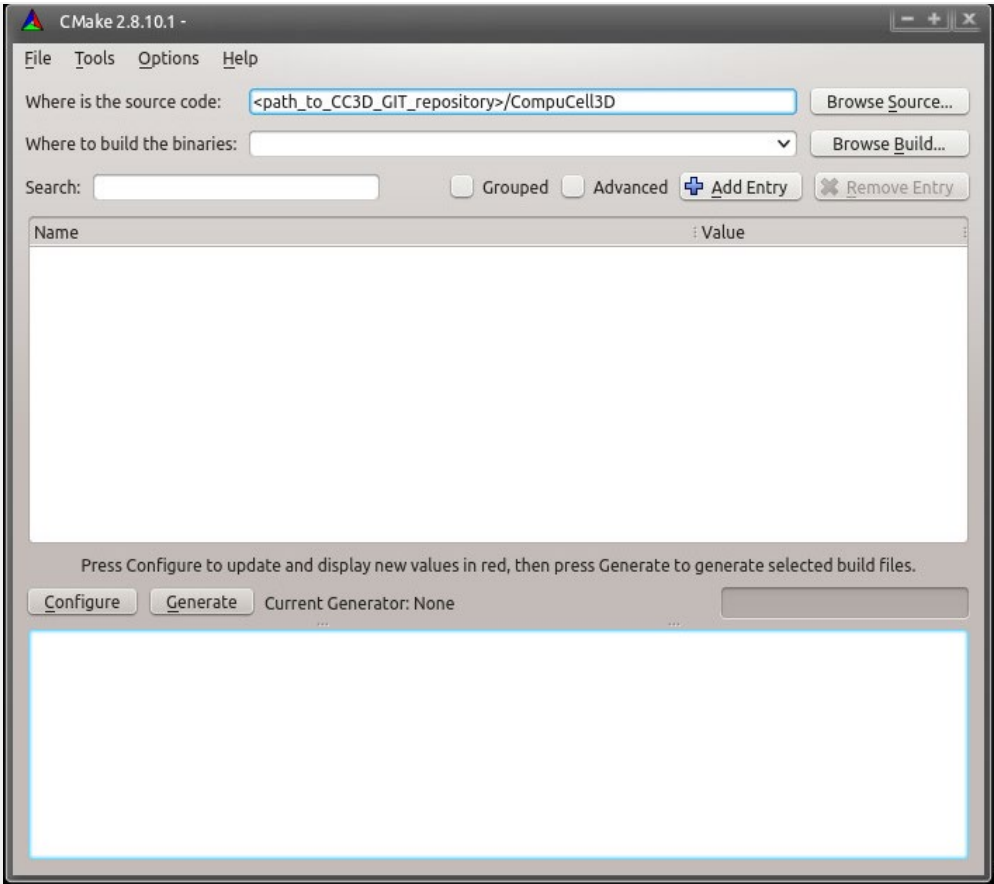 CMake 2.8.10.1 -
File Tools Options Help
Where is the source code: <path_to_CC3D_GIT_repository>/CompuCell3D Browse Source...
Where to build the binaries: Browse Build...
Search: Grouped Advanced Add Entry Remove Entry
Name Value
Press Configure to update and display new values in red, then press Generate to generate selected build files.
Configure Generate Current Generator: None